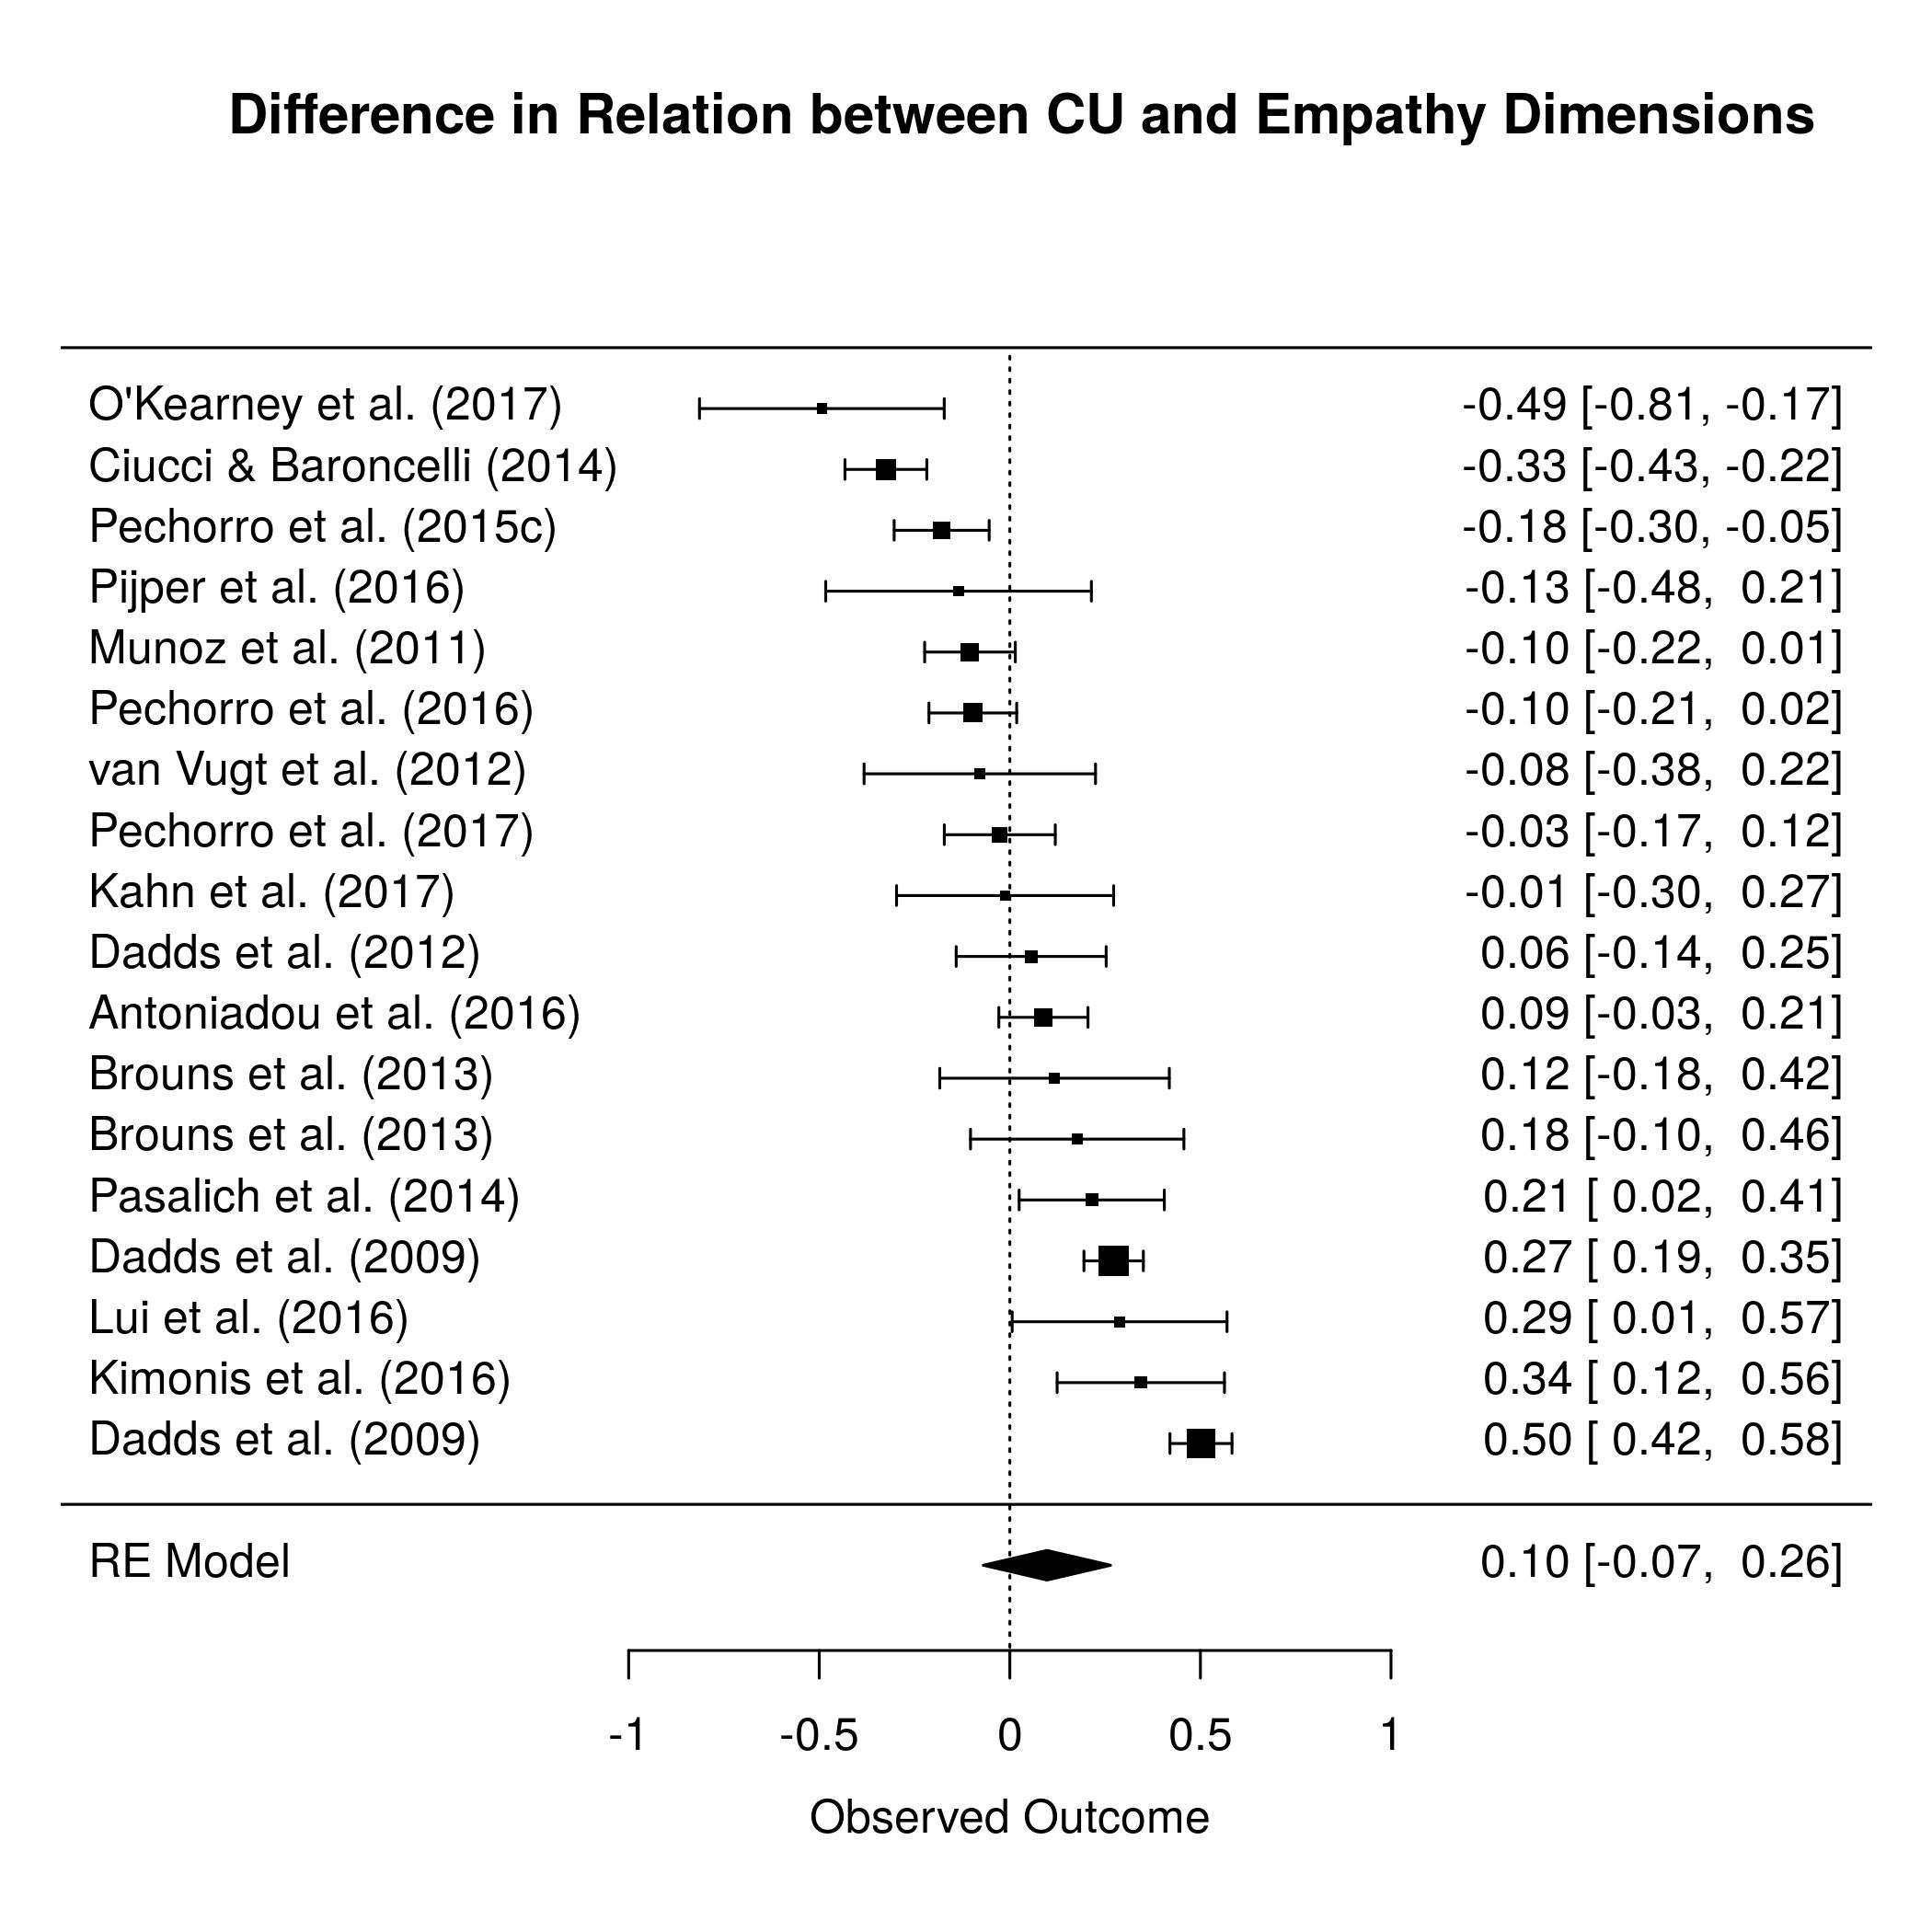 Difference in Relation between CU and Empathy Dimensions
O'Kearney et al. (2017) -0.49 [-0.81, -0.17]
Ciucci & Baroncelli (2014) -0.33 [-0.43, -0.22]
Pechorro et al. (2015c) -0.18 [-0.30, -0.05]
Pijper et al. (2016) -0.13 [-0.48, 0.21]
Munoz et al. (2011) -0.10 [-0.22, 0.01]
Pechorro et al. (2016) -0.10 [-0.21, 0.02]
van Vugt et al. (2012) -0.08 [-0.38, 0.22]
Pechorro et al. (2017) -0.03 [-0.17, 0.12]
Kahn et al. (2017) -0.01 [-0.30, 0.27]
Dadds et al. (2012) 0.06 [-0.14, 0.25]
Antoniadou et al. (2016) 0.09 [-0.03, 0.21]
Brouns et al. (2013) 0.12 [-0.18, 0.42]
Brouns et al. (2013) 0.18 [-0.10, 0.46]
Pasalich et al. (2014) 0.21 [ 0.02, 0.41]
Dadds et al. (2009) 0.27 [ 0.19, 0.35]
Lui et al. (2016) 0.29 [ 0.01, 0.57]
Kimonis et al. (2016) 0.34 [ 0.12, 0.56]
Dadds et al. (2009) 0.50 [ 0.42, 0.58]
RE Model 0.10 [-0.07, 0.26]
-1 -0.5 0 0.5 1
Observed Outcome